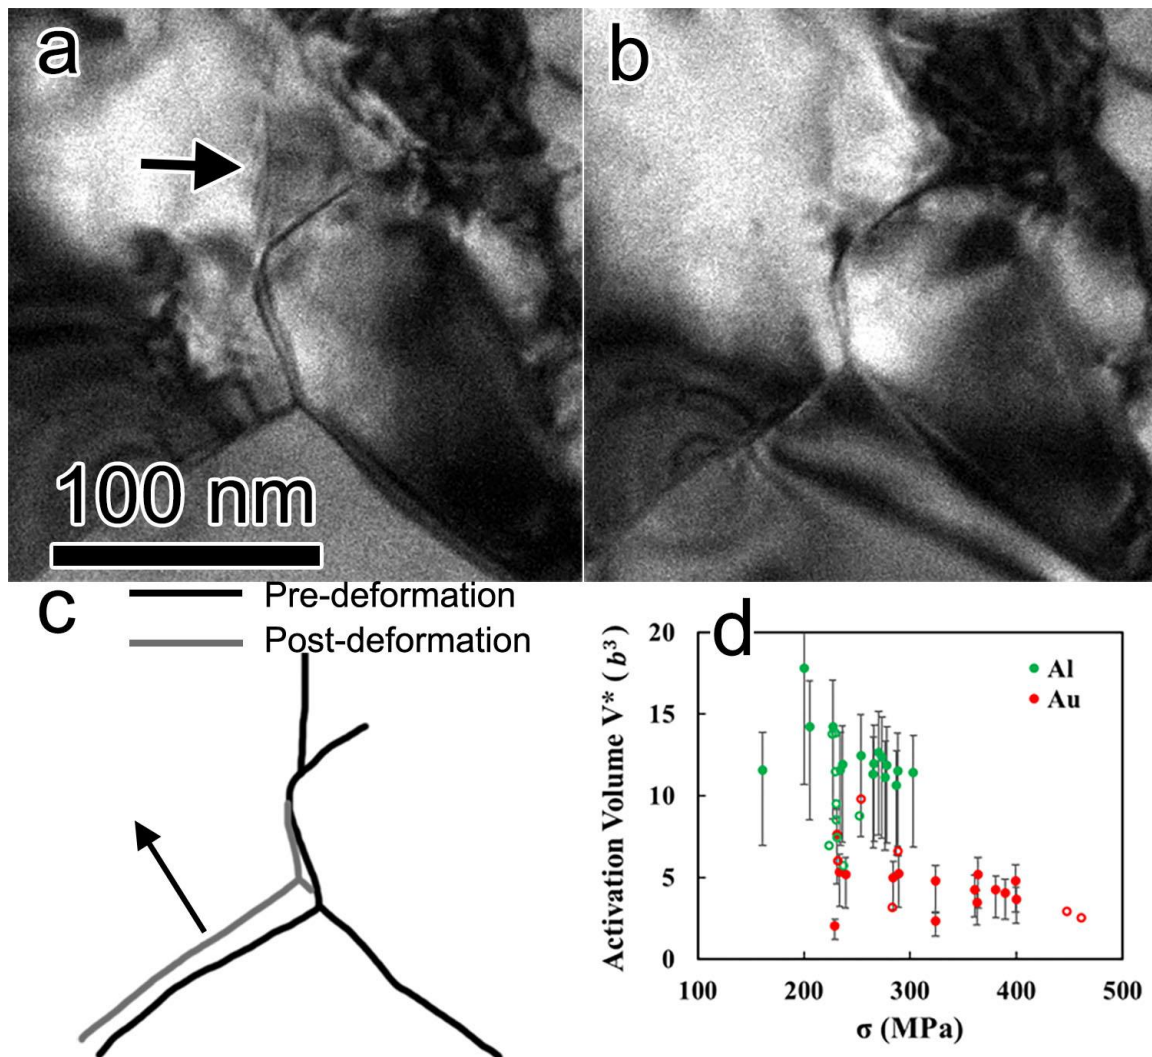 a
b
100 nm
c
Pre-deformation
Post-deformation
d
Activation Volume V* ( b³)
20
15
10
5
0
Al
Au
100
200
300
400
500
σ (MPa)